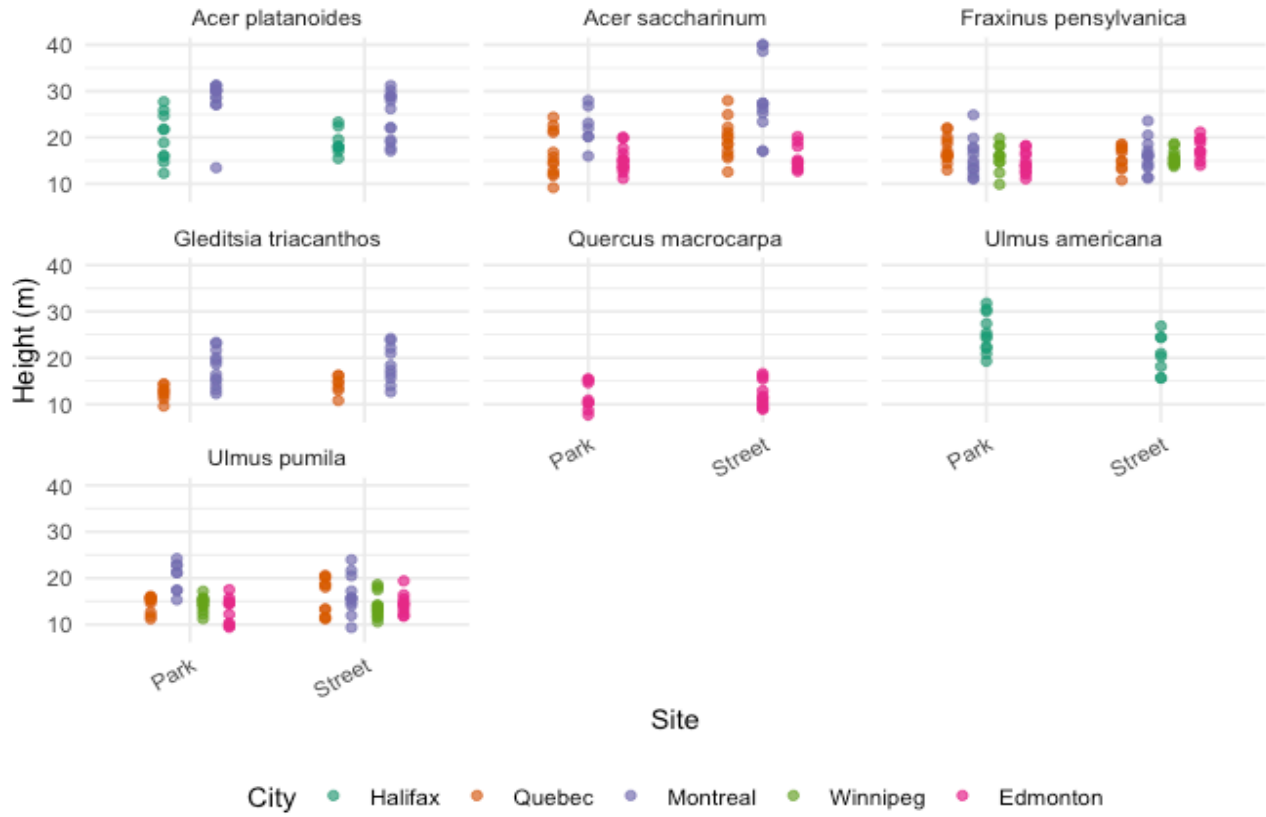 Acer platanoides Acer saccharinum Fraxinus pensylvanica
40
30
20
10
Gleditsia triacanthos Quercus macrocarpa Ulmus americana
40
30
20
10
Height (m)
Park Street Park Street
Ulmus pumila
40
30
20
10
Park Street
Site
City Halifax Quebec Montreal Winnipeg Edmonton